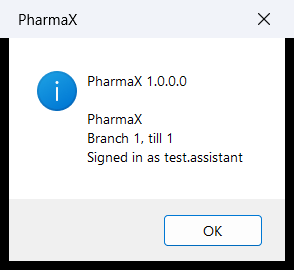 PharmaX
PharmaX 1.0.0.0
PharmaX
Branch 1, till 1
Signed in as test.assistant
OK